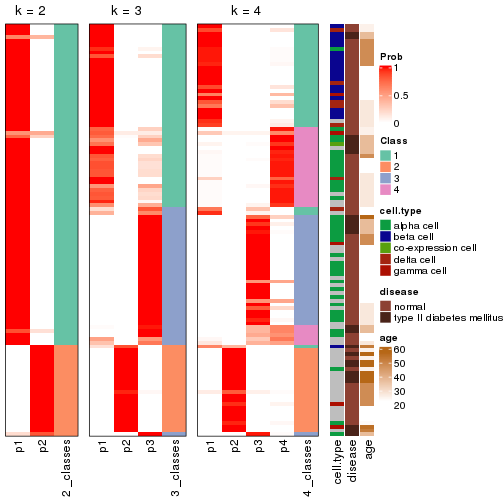 k = 2
k = 3
k = 4
p1
p2
2_classes
p1
p2
p3
3_classes
p1
p2
p3
p4
4_classes
cell.type
disease
age
Prob
1
0.5
0
Class
1
2
3
4
cell.type
alpha cell
beta cell
co-expression cell
delta cell
gamma cell
disease
normal
type II diabetes mellitus
age
60
50
40
30
20